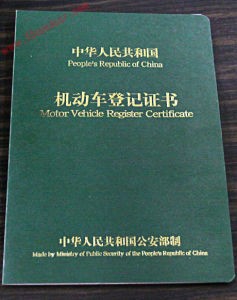 中华人民共和国
People's Republic of China
机动车登记证书
Motor Vehicle Register Certificate
中华人民共和国公安部制
Made by Ministry of Public Security of the People's Republic of China